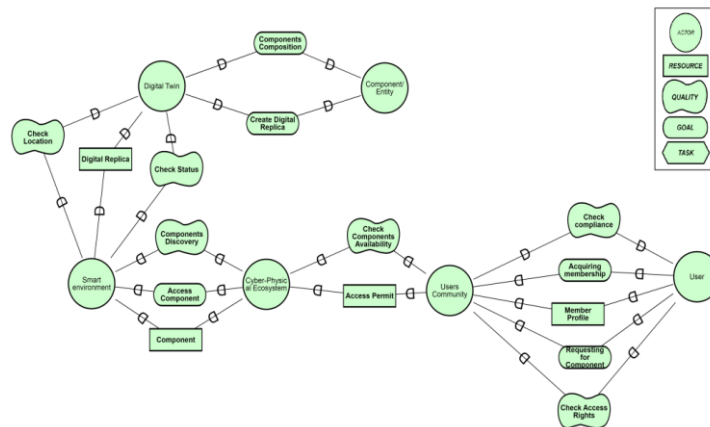 Components
Composition
ACTOR
RESOURCE
QUALITY
GOAL
TASK
Digital Twin
Component/
Entity
Create Digital
Replica
Check
Location
Digital Replica
Check Status
Components
Discovery
Check
Components
Availability
Check
compliance
Smart
environment
Access
Component
Cyber-Physic
al Ecosystem
Access Permit
Users
Community
Acquiring
membership
User
Member
Profile
Component
Requesting
for
Component
Check Access
Rights